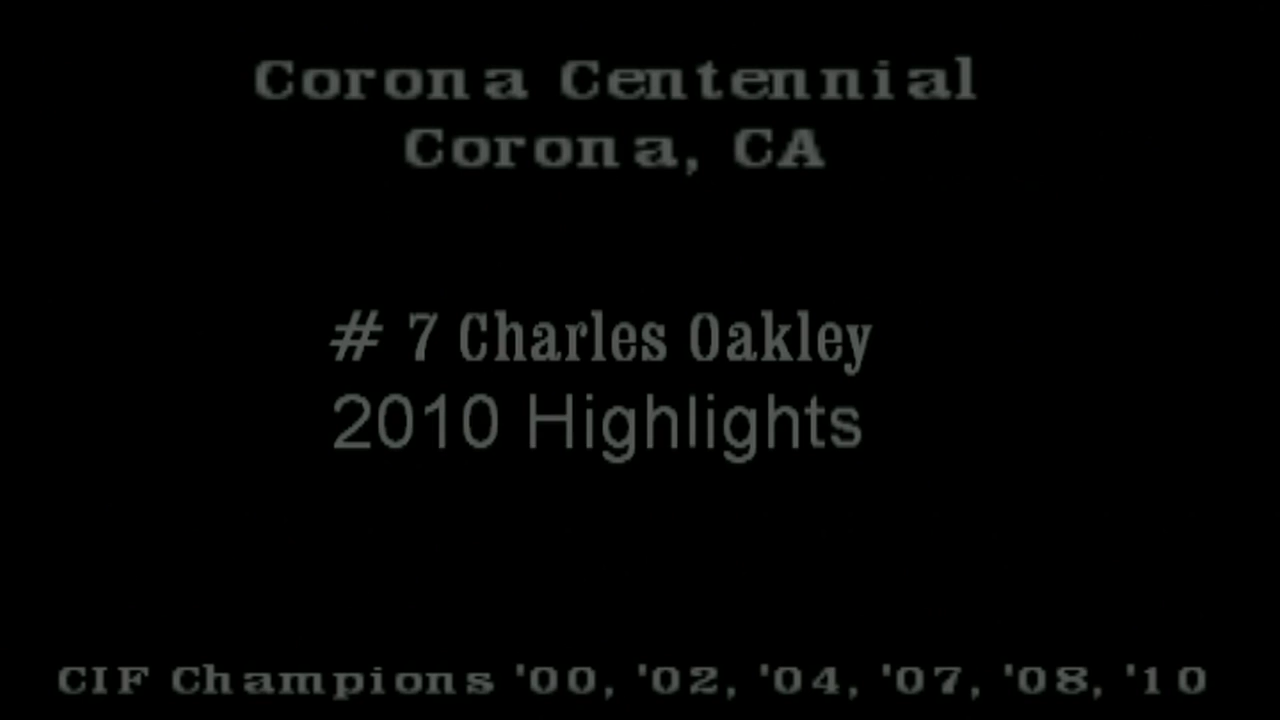 Corona Centennial
Corona, CA
# 7 Charles Oakley
2010 Highlights
CIF Champions '00, '02, '04, '07, '08, '10